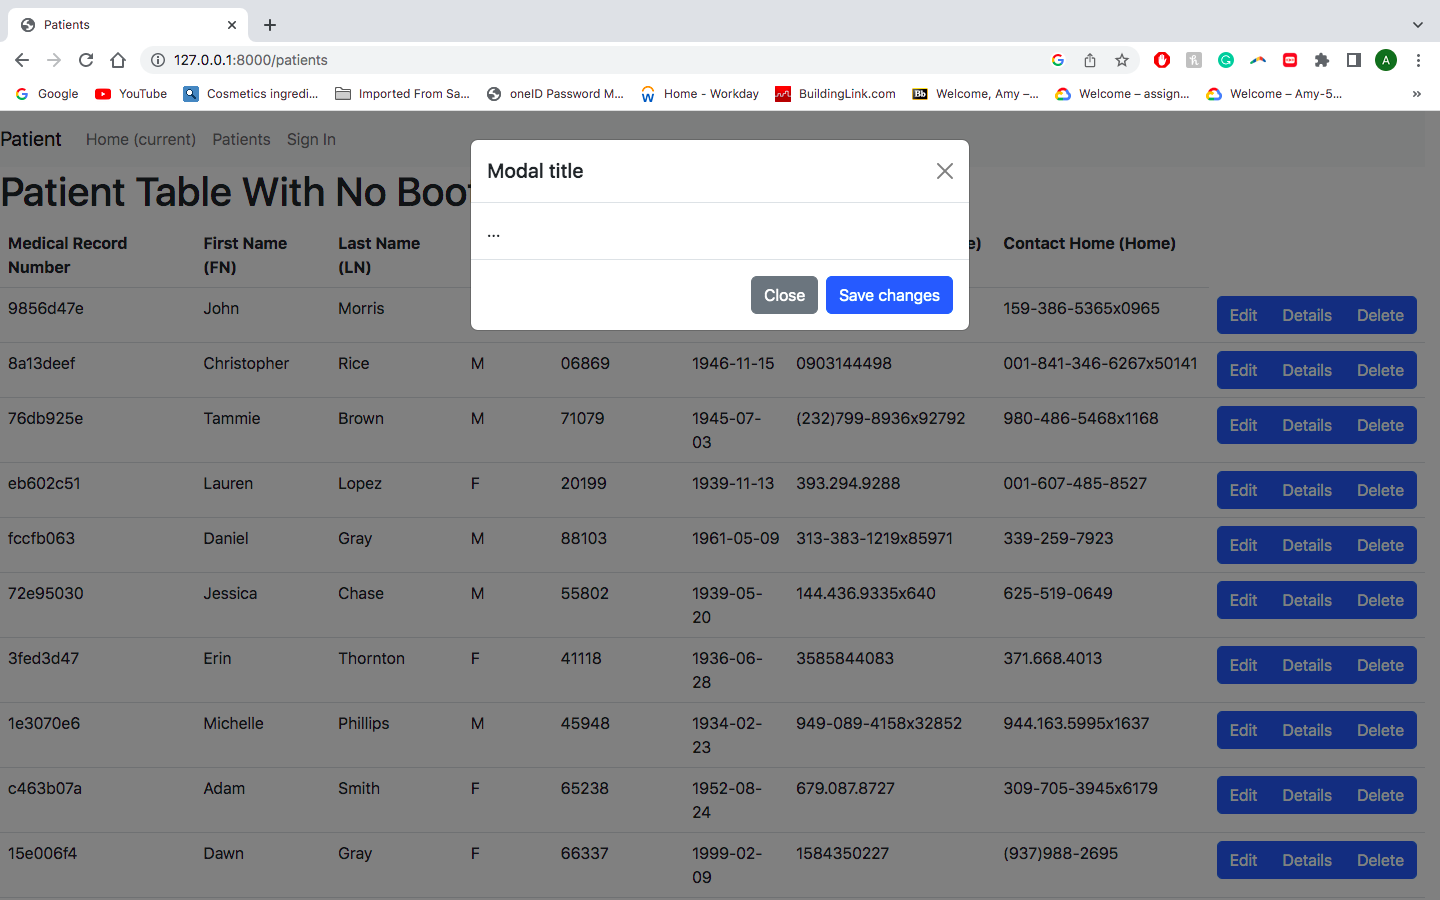 Patients
127.0.0.1:8000/patients
A
Google YouTube Cosmetics ingredi... Imported From Sa... oneID Password M... Home - Workday BuildingLink.com Bb Welcome, Amy –... Welcome – assign... Welcome – Amy-5... »
Patient Home (current) Patients Sign In
Modal title
Patient Table With No Boo
...
Close Save changes
Medical Record Number First Name (FN) Last Name (LN) e) Contact Home (Home)
9856d47e John Morris 159-386-5365x0965 Edit Details Delete
8a13deef Christopher Rice M 06869 1946-11-15 0903144498 001-841-346-6267x50141 Edit Details Delete
76db925e Tammie Brown M 71079 1945-07-03 (232)799-8936x92792 980-486-5468x1168 Edit Details Delete
eb602c51 Lauren Lopez F 20199 1939-11-13 393.294.9288 001-607-485-8527 Edit Details Delete
fccfb063 Daniel Gray M 88103 1961-05-09 313-383-1219x85971 339-259-7923 Edit Details Delete
72e95030 Jessica Chase M 55802 1939-05-20 144.436.9335x640 625-519-0649 Edit Details Delete
3fed3d47 Erin Thornton F 41118 1936-06-28 3585844083 371.668.4013 Edit Details Delete
1e3070e6 Michelle Phillips M 45948 1934-02-23 949-089-4158x32852 944.163.5995x1637 Edit Details Delete
c463b07a Adam Smith F 65238 1952-08-24 679.087.8727 309-705-3945x6179 Edit Details Delete
15e006f4 Dawn Gray F 66337 1999-02-09 1584350227 (937)988-2695 Edit Details Delete